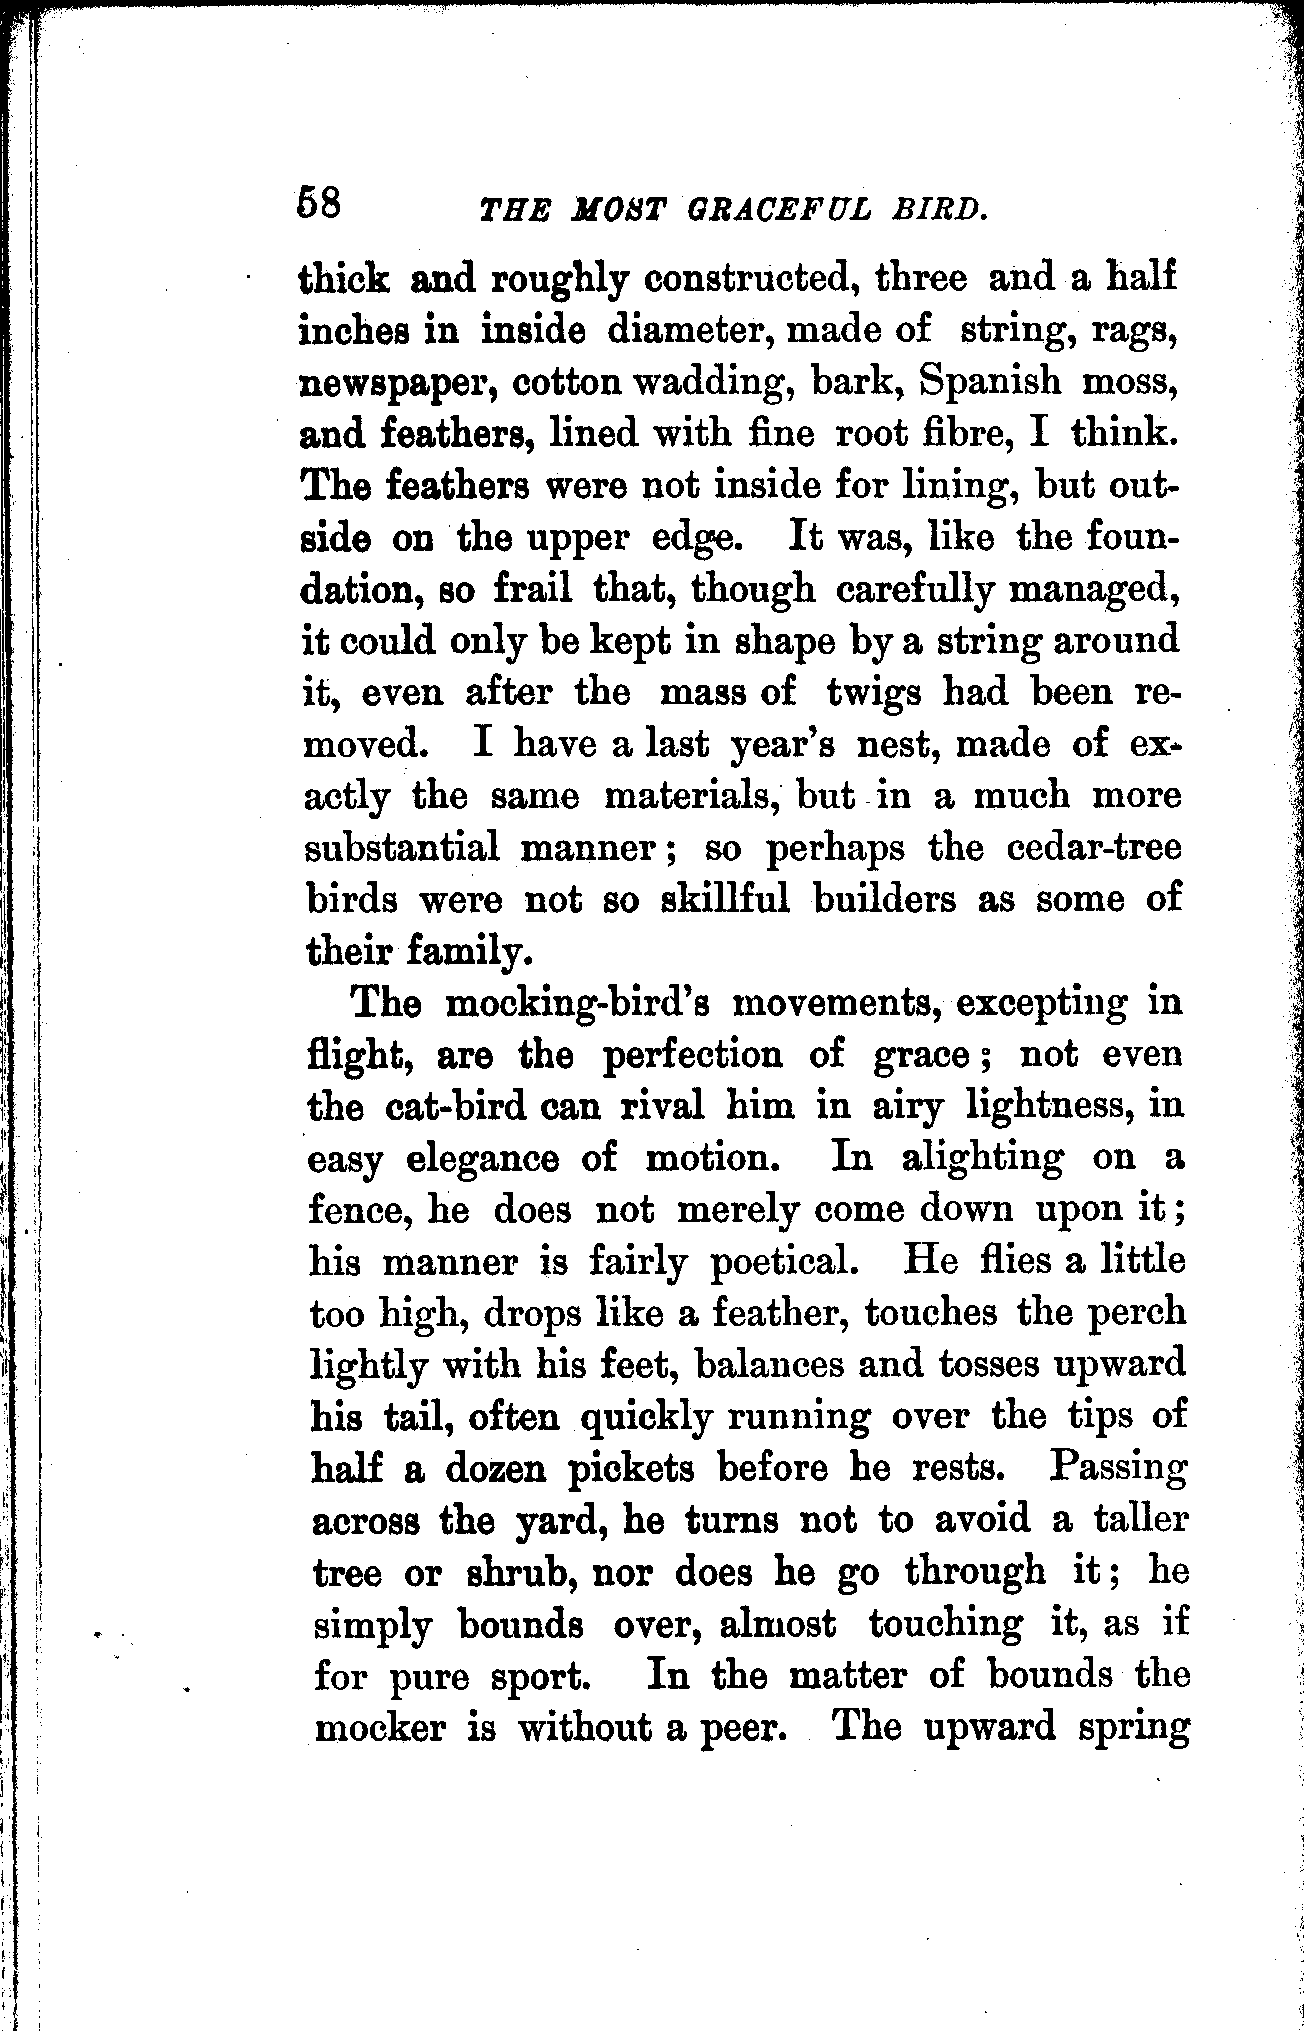 58 THE MOST GRACEFUL BIRD.
thick and roughly constructed, three and a half
inches in inside diameter, made of string, rags,
newspaper, cotton wadding, bark, Spanish moss,
and feathers, lined with fine root fibre, I think.
The feathers were not inside for lining, but out-
side on the upper edge. It was, like the foun-
dation, so frail that, though carefully managed,
it could only be kept in shape by a string around
it, even after the mass of twigs had been re-
moved. I have a last year's nest, made of ex-
actly the same materials, but in a much more
substantial manner; so perhaps the cedar-tree
birds were not so skillful builders as some of
their family.
The mocking-bird's movements, excepting in
flight, are the perfection of grace; not even
the cat-bird can rival him in airy lightness, in
easy elegance of motion. In alighting on a
fence, he does not merely come down upon it;
his manner is fairly poetical. He flies a little
too high, drops like a feather, touches the perch
lightly with his feet, balances and tosses upward
his tail, often quickly running over the tips of
half a dozen pickets before he rests. Passing
across the yard, he turns not to avoid a taller
tree or shrub, nor does he go through it; he
simply bounds over, almost touching it, as if
for pure sport. In the matter of bounds the
mocker is without a peer. The upward spring